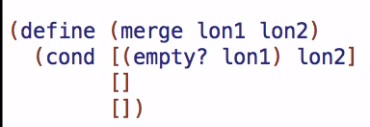 (define (merge lon1 lon2)
  (cond [(empty? lon1) lon2]
        []
        [])